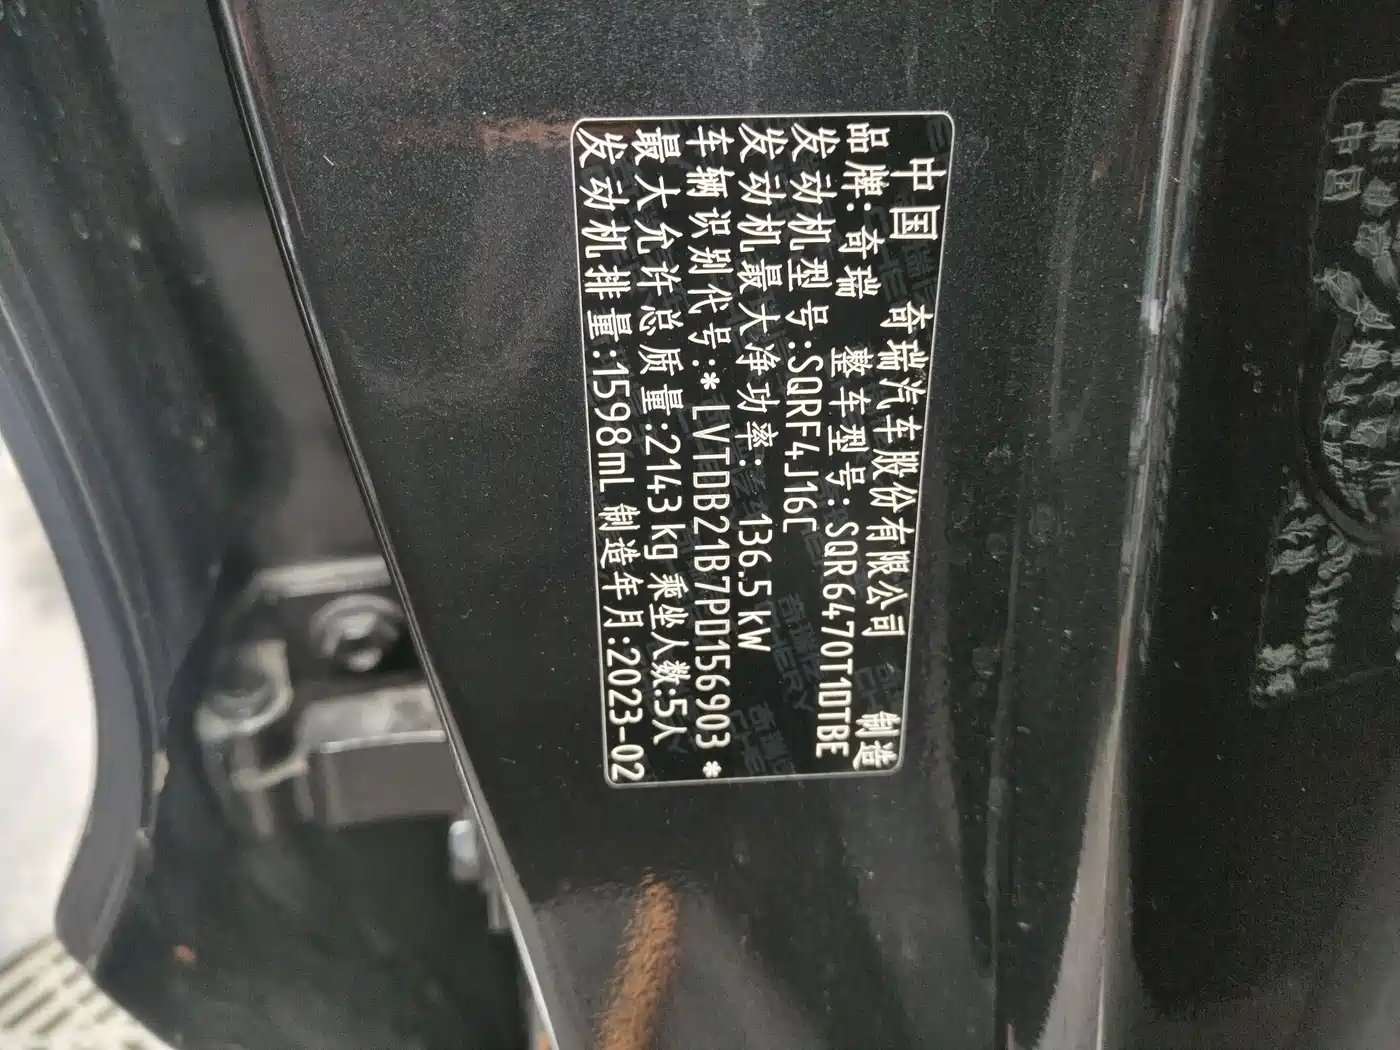 中国 奇瑞汽车股份有限公司 制造
品牌:奇瑞 整车型号:SQR6470T1DTBE
发动机型号:SQRF4J16C
发动机最大净功率: 136.5 kW
车辆识别代号:*LVTDB21B7PD156903*
最大允许总质量:2143kg 乘坐人数:5人
发动机排量:1598mL 制造年月:2023-02